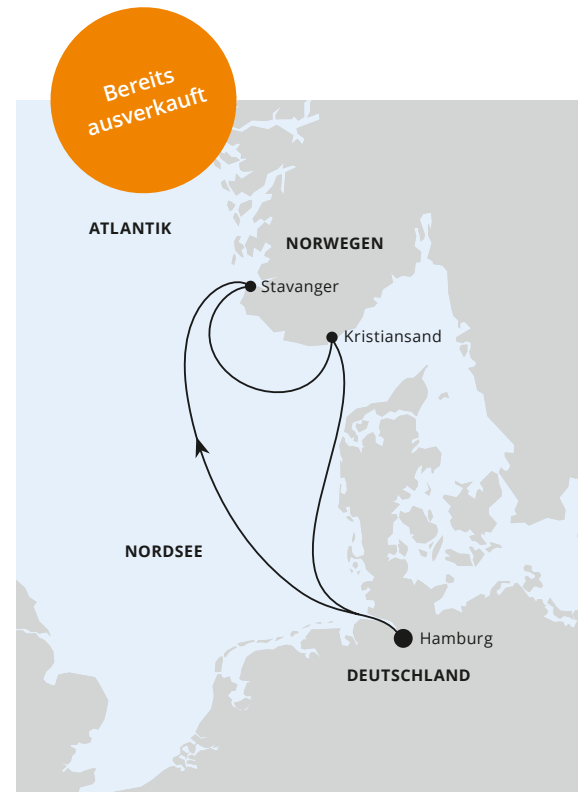 Bereits
ausverkauft
ATLANTIK
NORWEGEN
Stavanger
Kristiansand
NORDSEE
Hamburg
DEUTSCHLAND